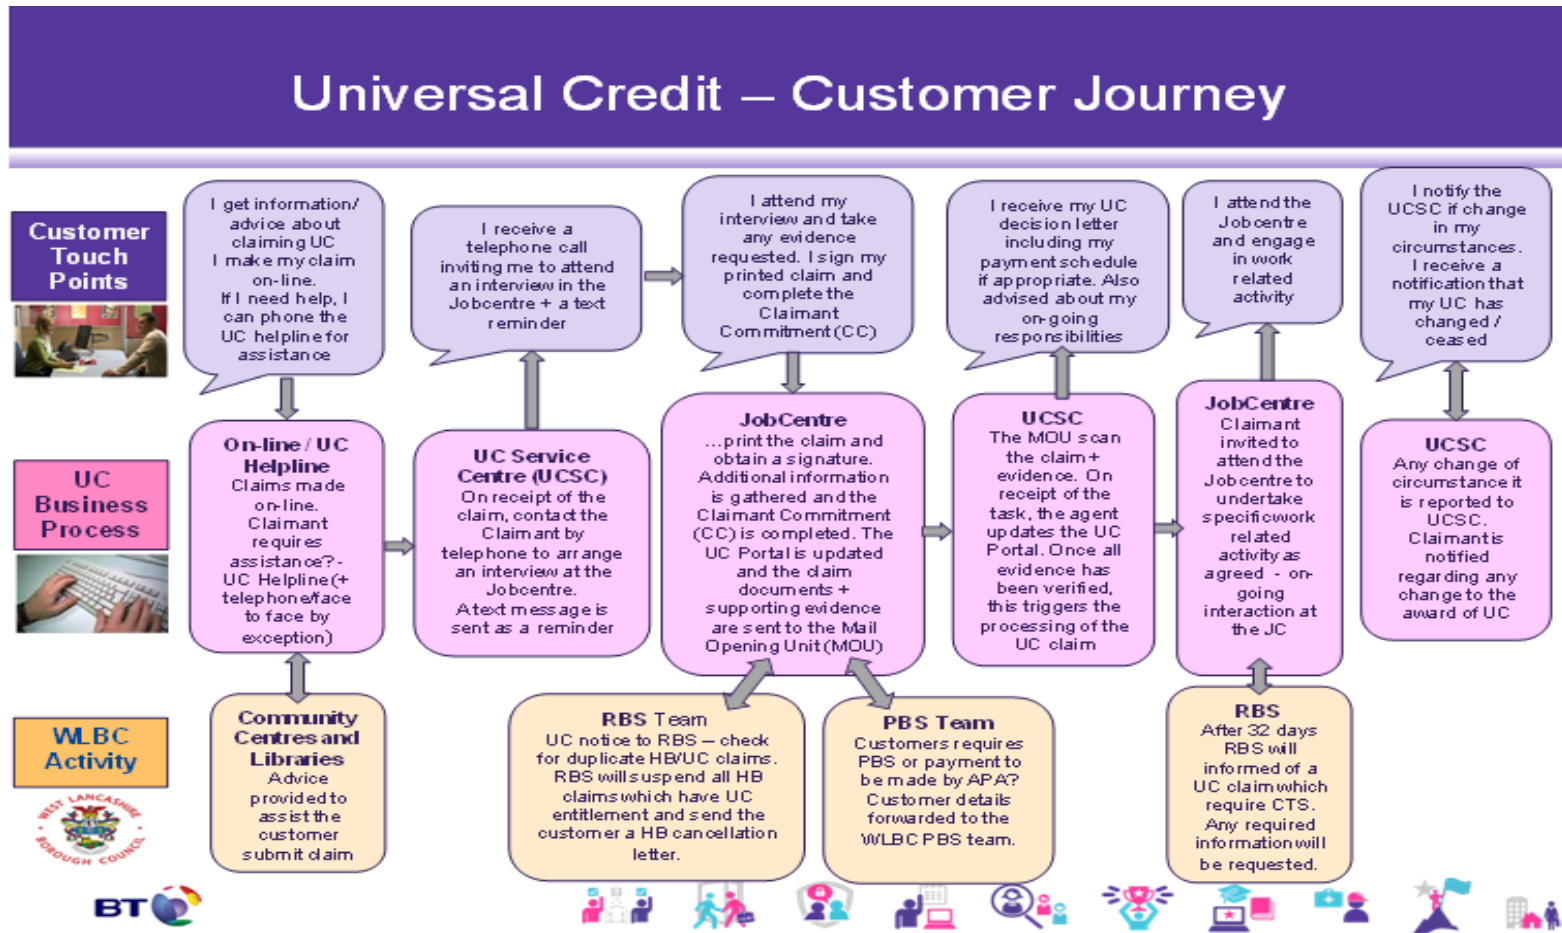 Universal Credit – Customer Journey
Customer
Touch
Points
I get information/
advice about
claiming UC
I make my claim
on-line.
If I need help, I
can phone the
UC helpline for
assistance
I receive a
telephone call
inviting me to attend
an interview in the
Jobcentre + a text
reminder
I attend my
interview and take
any evidence
requested. I sign my
printed claim and
complete the
Claimant
Commitment (CC)
I receive my UC
decision letter
including my
payment schedule
if appropriate. Also
advised about my
on-going
responsibilities
I attend the
Jobcentre
and engage
in work
related
activity
I notify the
UCSC if change
in my
circumstances.
I receive a
notification that
my UC has
changed /
ceased
UC
Business
Process
On-line / UC
Helpline
Claims made
on-line.
Claimant
requires
assistance? -
UC Helpline (+
telephone/face
to face by
exception)
UC Service
Centre (UCSC)
On receipt of the
claim, contact the
Claimant by
telephone to arrange
an interview at the
Jobcentre.
A text message is
sent as a reminder
JobCentre
...print the claim and
obtain a signature.
Additional information
is gathered and the
Claimant Commitment
(CC) is completed. The
UC Portal is updated
and the claim
documents +
supporting evidence
are sent to the Mail
Opening Unit (MOU)
UCSC
The MOU scan
the claim +
evidence. On
receipt of the
task, the agent
updates the UC
Portal. Once all
evidence has
been verified,
this triggers the
processing of the
UC claim
JobCentre
Claimant
invited to
attend the
Jobcentre to
undertake
specific work
related
activity as
agreed - on-
going
interaction at
the JC
UCSC
Any change of
circumstance it
is reported to
UCSC.
Claimant is
notified
regarding any
change to the
award of UC
WLBC
Activity
WEST LANCASHIRE
BOROUGH COUNCIL
Community
Centres and
Libraries
Advice
provided to
assist the
customer
submit claim
RBS Team
UC notice to RBS – check
for duplicate HB/UC claims.
RBS will suspend all HB
claims which have UC
entitlement and send the
customer a HB cancellation
letter.
PBS Team
Customers requires
PBS or payment to
be made by APA?
Customer details
forwarded to the
WLBC PBS team.
RBS
After 32 days
RBS will
informed of a
UC claim which
require CTS.
Any required
information will
be requested.
BT